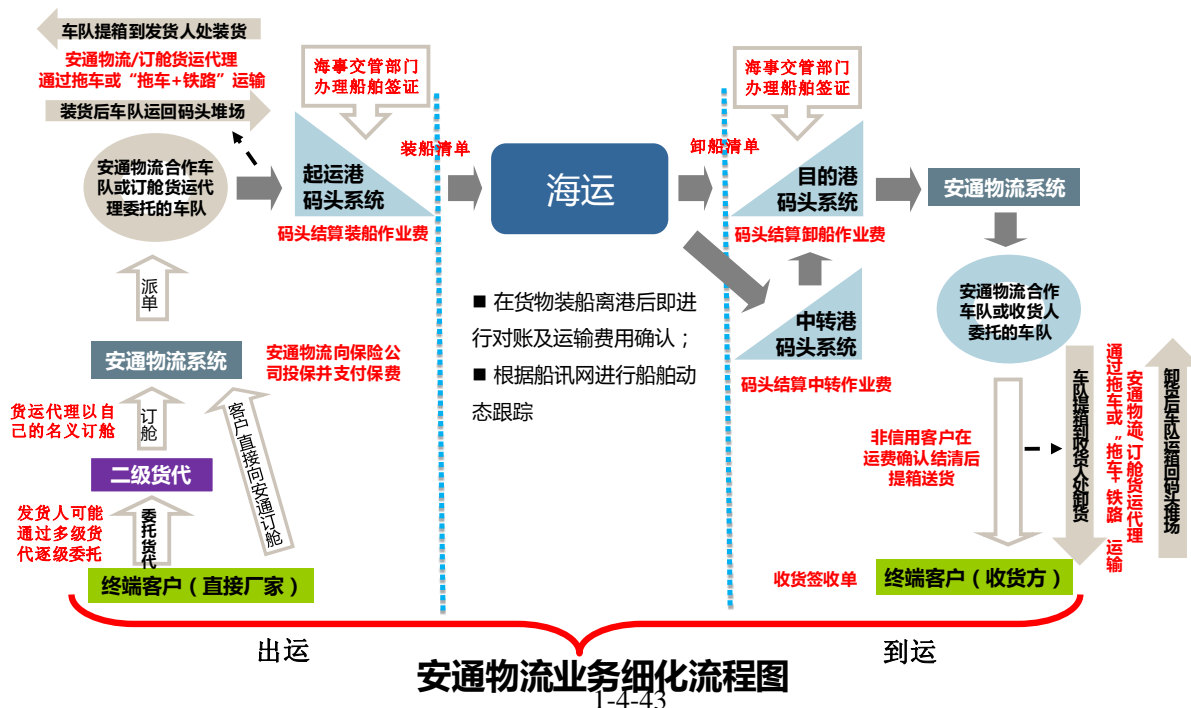 车队提箱到发货人处装货
安通物流/订舱货运代理
通过拖车或“拖车+铁路”运输
装货后车队运回码头堆场
安通物流合作车
队或订舱货运代
理委托的车队
派单
安通物流系统
安通物流向保险公
司投保并支付保费
货运代理以自
己的名义订舱
订舱
客户直接向安通订舱
二级货代
发货人可能
通过多级货
代逐级委托
委托货代
终端客户（直接厂家）
海事交管部门
办理船舶签证
起运港
码头系统
码头结算装船作业费
装船清单
海运
■ 在货物装船离港后即进
行对账及运输费用确认；
■ 根据船讯网进行船舶动
态跟踪
卸船清单
海事交管部门
办理船舶签证
目的港
码头系统
码头结算卸船作业费
中转港
码头系统
码头结算中转作业费
安通物流系统
安通物流合作
车队或收货人
委托的车队
非信用客户在
运费确认结清后
提箱送货
车队提箱到收货人处卸货
安通物流/订舱货运代理
通过拖车或“拖车+铁路 运输
卸货后车队运箱回码头堆场
收货签收单
终端客户（收货方）
出运
到运
安通物流业务细化流程图
1-4-43